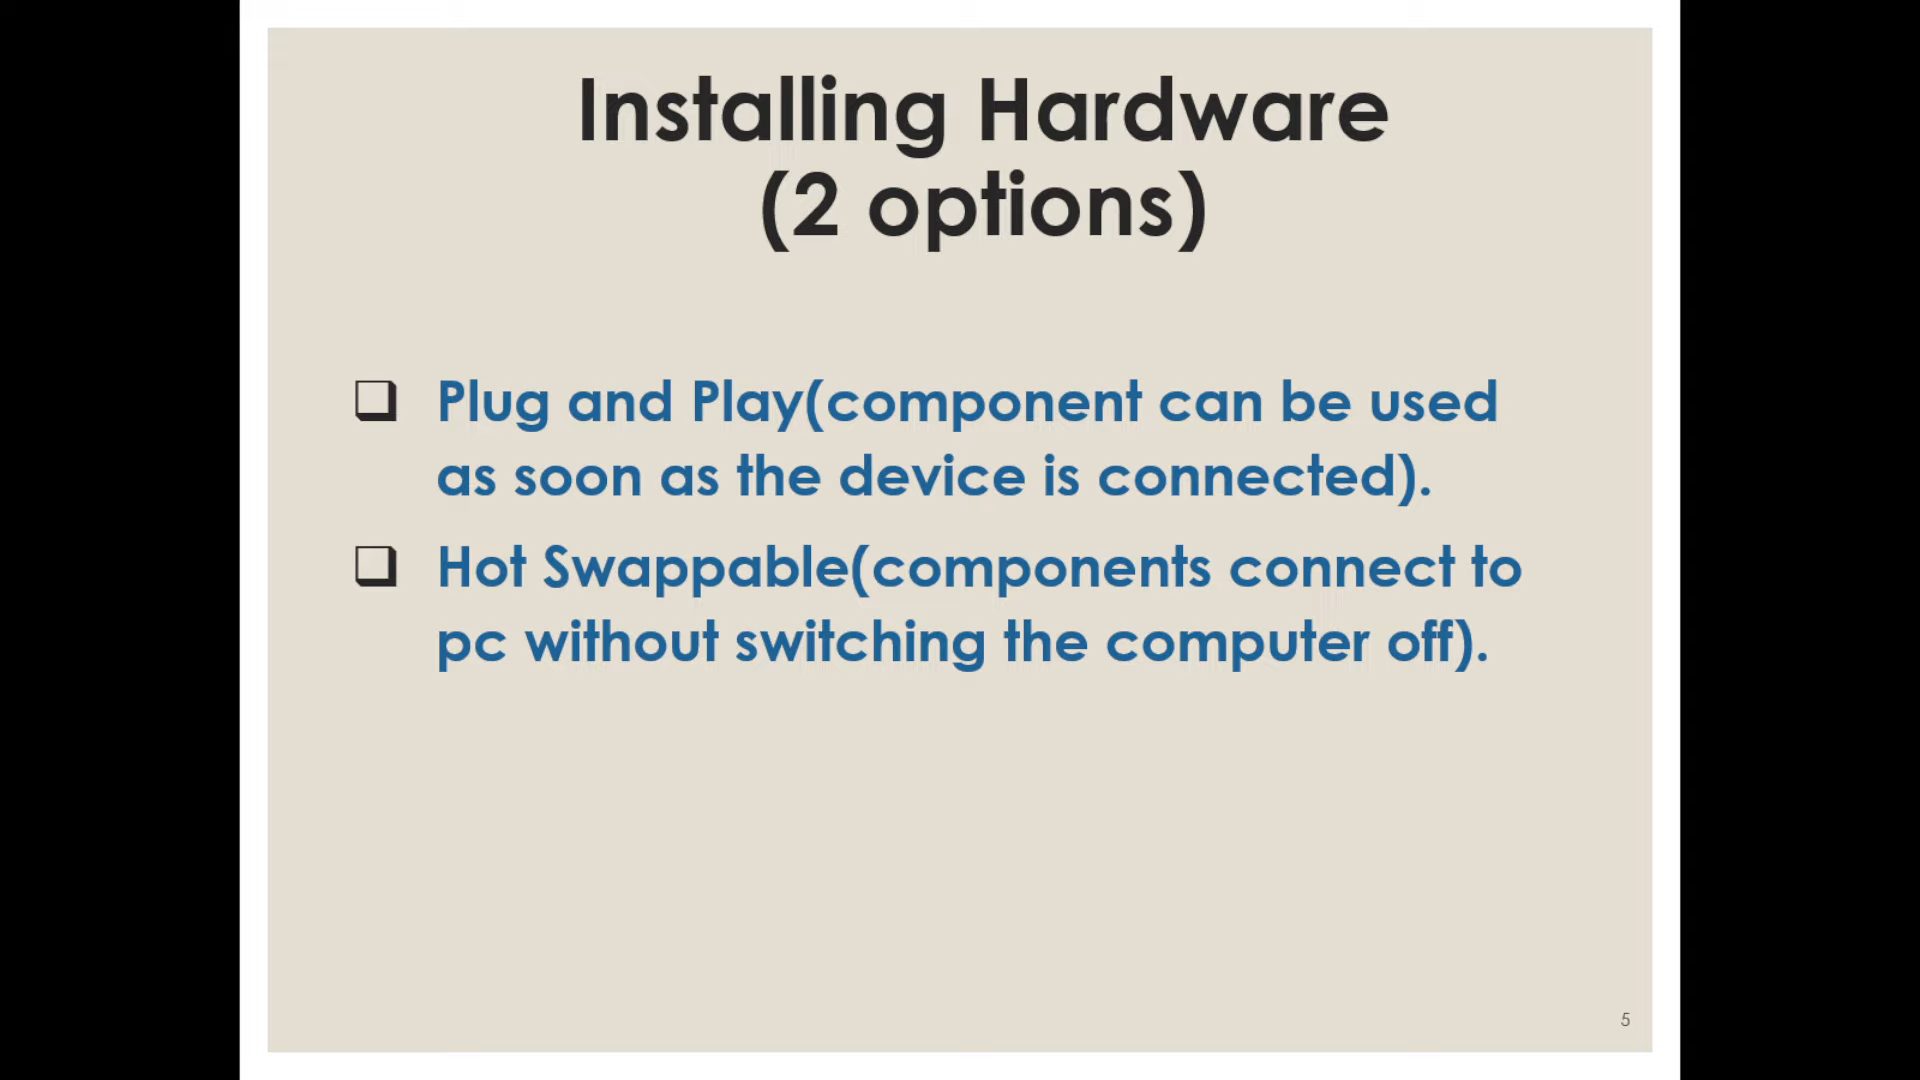 Installing Hardware
(2 options)
❑ Plug and Play(component can be used
as soon as the device is connected).
❑ Hot Swappable(components connect to
pc without switching the computer off).
5